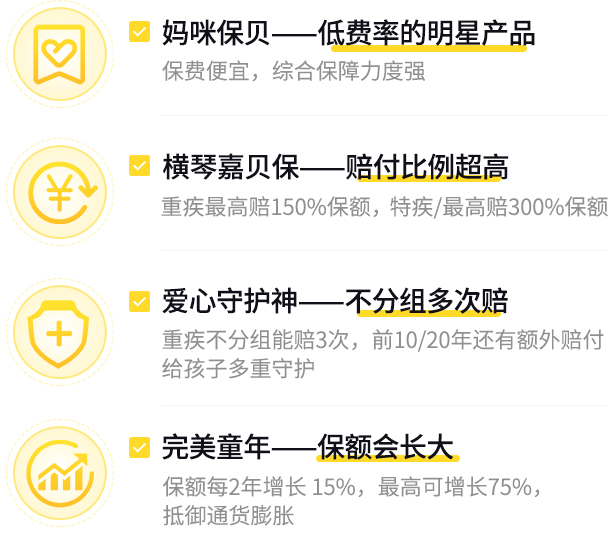 妈咪保贝——低费率的明星产品
保费便宜，综合保障力度强
横琴嘉贝保——赔付比例超高
重疾最高赔150%保额，特疾/最高赔300%保额
爱心守护神——不分组多次赔
重疾不分组能赔3次，前10/20年还有额外赔付
给孩子多重守护
完美童年——保额会长大
保额每2年增长 15%，最高可增长75%，
抵御通货膨胀